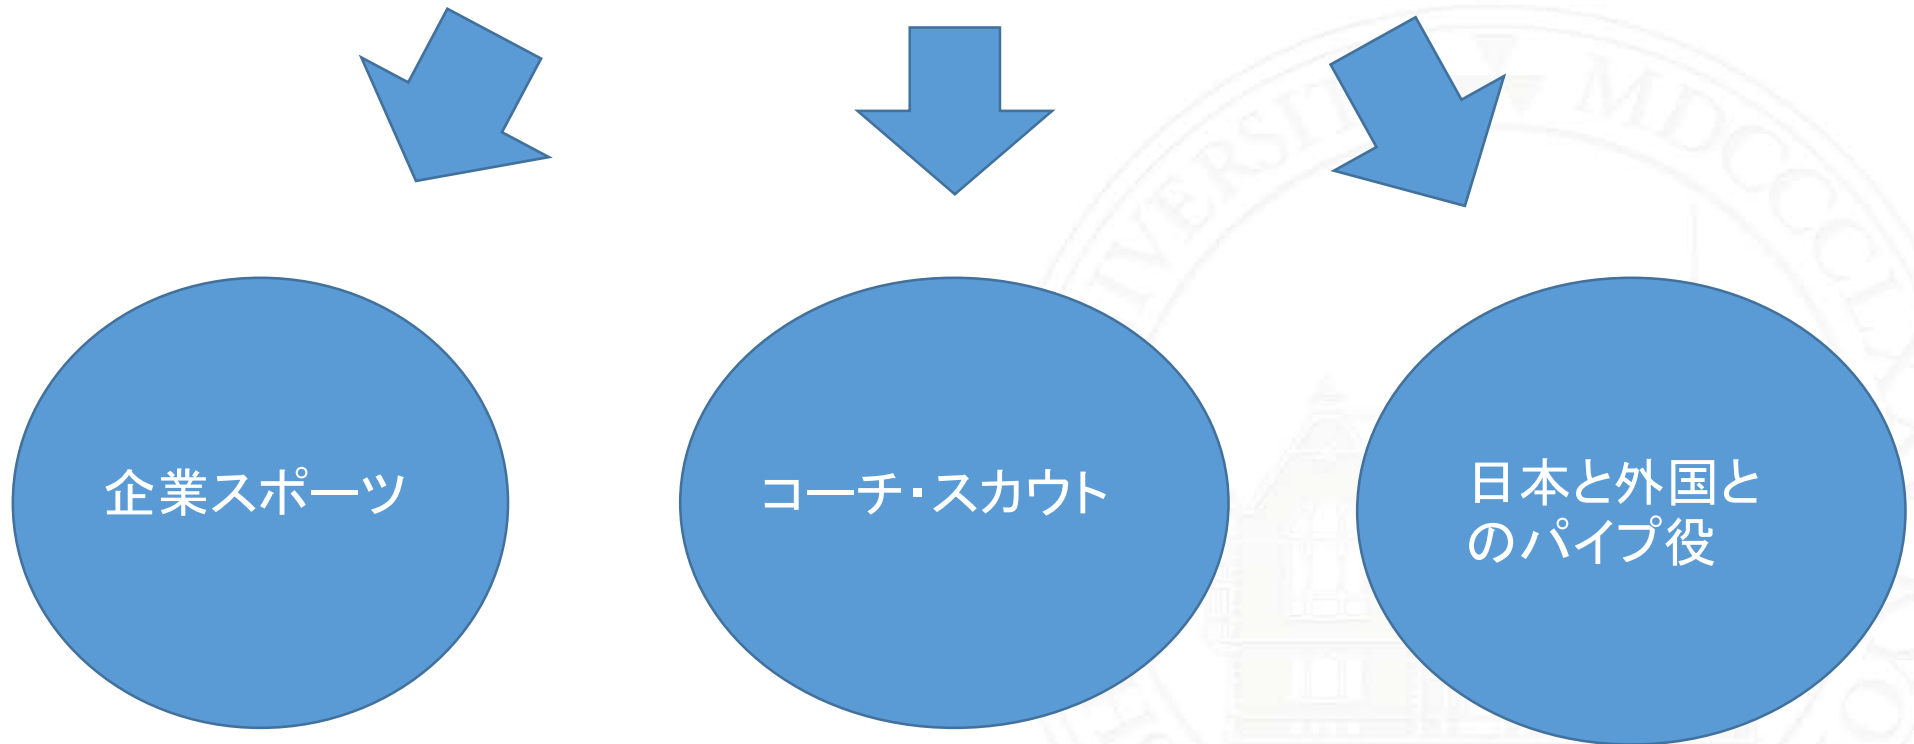 企業スポーツ
コーチ・スカウト
日本と外国と
のパイプ役